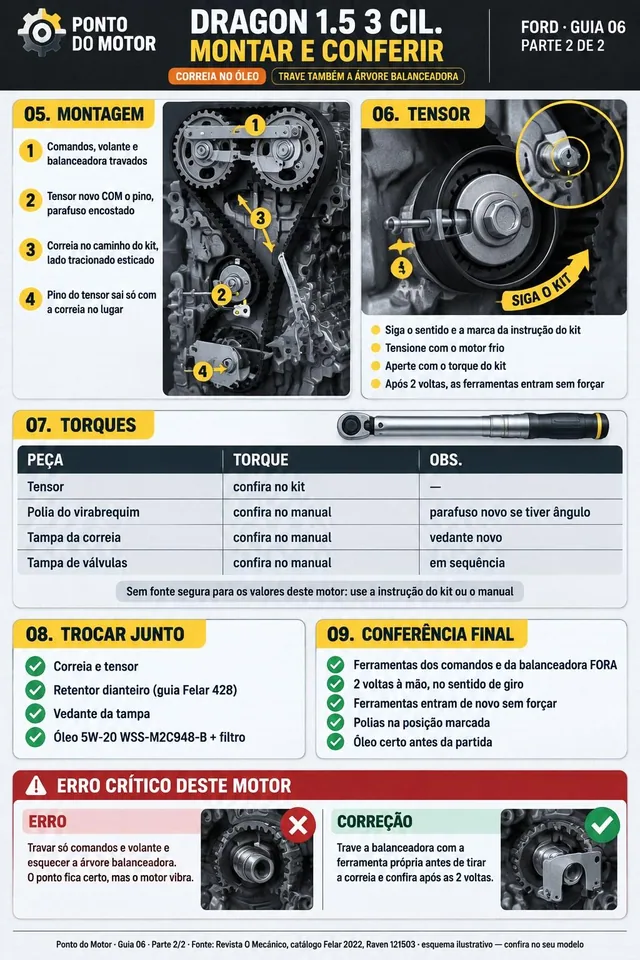 PONTO
DO MOTOR
DRAGON 1.5 3 CIL.
MONTAR E CONFERIR
CORREIA NO ÓLEO
TRAVE TAMBÉM A ÁRVORE BALANCEADORA
FORD · GUIA 06
PARTE 2 DE 2
05. MONTAGEM
1 Comandos, volante e
balanceadora travados
2 Tensor novo COM o pino,
parafuso encostado
3 Correia no caminho do kit,
lado tracionado esticado
4 Pino do tensor sai só com
a correia no lugar
1
3
2
4
06. TENSOR
4
SIGA O KIT
Siga o sentido e a marca da instrução do kit
Tensione com o motor frio
Aperte com o torque do kit
Após 2 voltas, as ferramentas entram sem forçar
07. TORQUES
PEÇA TORQUE OBS.
Tensor confira no kit —
Polia do virabrequim confira no manual parafuso novo se tiver ângulo
Tampa da correia confira no manual vedante novo
Tampa de válvulas confira no manual em sequência
Sem fonte segura para os valores deste motor: use a instrução do kit ou o manual
08. TROCAR JUNTO
Correia e tensor
Retentor dianteiro (guia Felar 428)
Vedante da tampa
Óleo 5W-20 WSS-M2C948-B + filtro
09. CONFERÊNCIA FINAL
Ferramentas dos comandos e da balanceadora FORA
2 voltas à mão, no sentido de giro
Ferramentas entram de novo sem forçar
Polias na posição marcada
Óleo certo antes da partida
ERRO CRÍTICO DESTE MOTOR
ERRO
Travar só comandos e volante e
esquecer a árvore balanceadora.
O ponto fica certo, mas o motor vibra.
CORREÇÃO
Trave a balanceadora com a
ferramenta própria antes de tirar
a correia e confira após as 2 voltas.
Ponto do Motor · Guia 06 · Parte 2/2 · Fonte: Revista O Mecânico, catálogo Felar 2022, Raven 121503 · esquema ilustrativo — confira no seu modelo